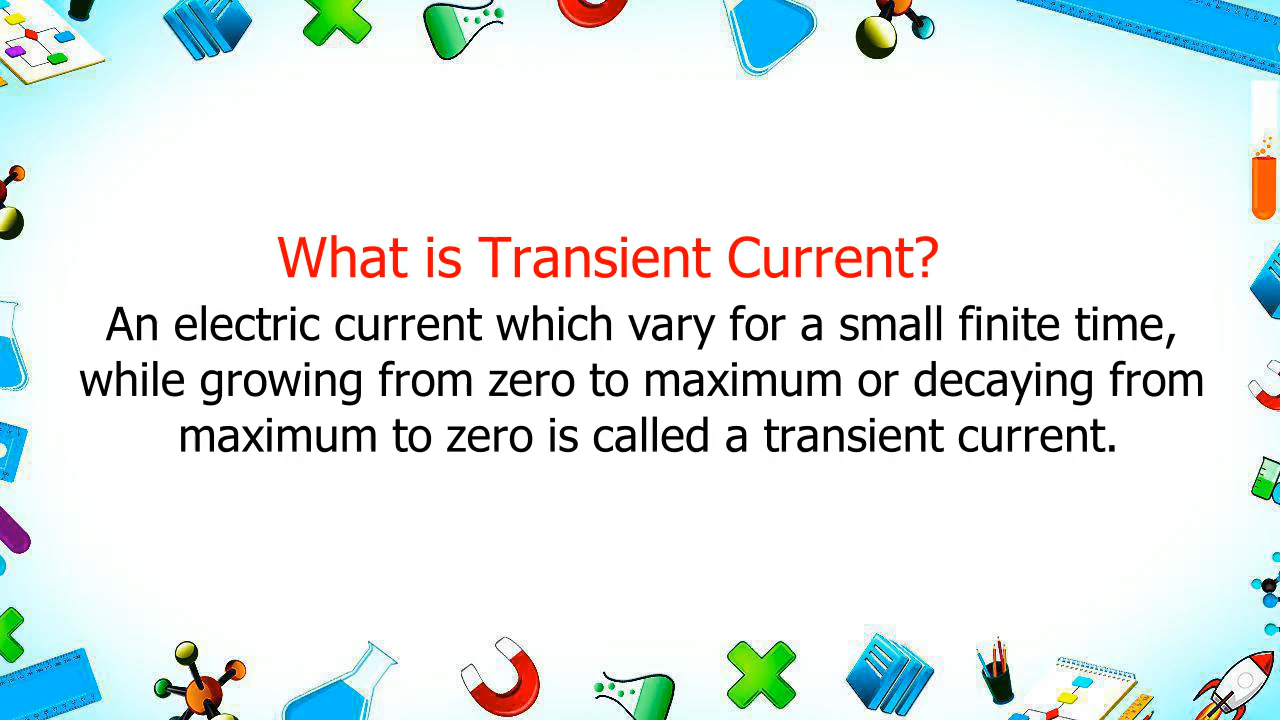 What is Transient Current?
An electric current which vary for a small finite time,
while growing from zero to maximum or decaying from
maximum to zero is called a transient current.